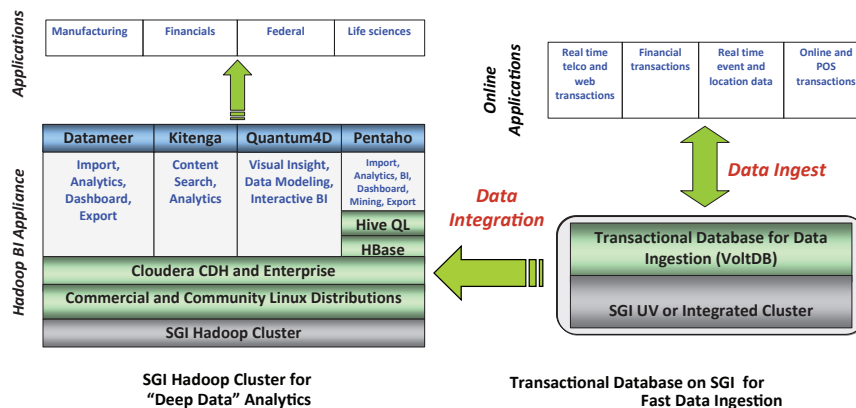 Applications
Manufacturing
Financials
Federal
Life sciences
Hadoop BI Appliance
Datameer
Kitenga
Quantum4D
Pentaho
Import,
Analytics,
Dashboard,
Export
Content
Search,
Analytics
Visual Insight,
Data Modeling,
Interactive BI
Import,
Analytics, BI,
Dashboard,
Mining, Export
Hive QL
HBase
Cloudera CDH and Enterprise
Commercial and Community Linux Distributions
SGI Hadoop Cluster
SGI Hadoop Cluster for
“Deep Data” Analytics
Data
Integration
Online
Applications
Real time
telco and
web
transactions
Financial
transactions
Real time
event and
location data
Online and
POS
transactions
Data Ingest
Transactional Database for Data
Ingestion (VoltDB)
SGI UV or Integrated Cluster
Transactional Database on SGI for
Fast Data Ingestion